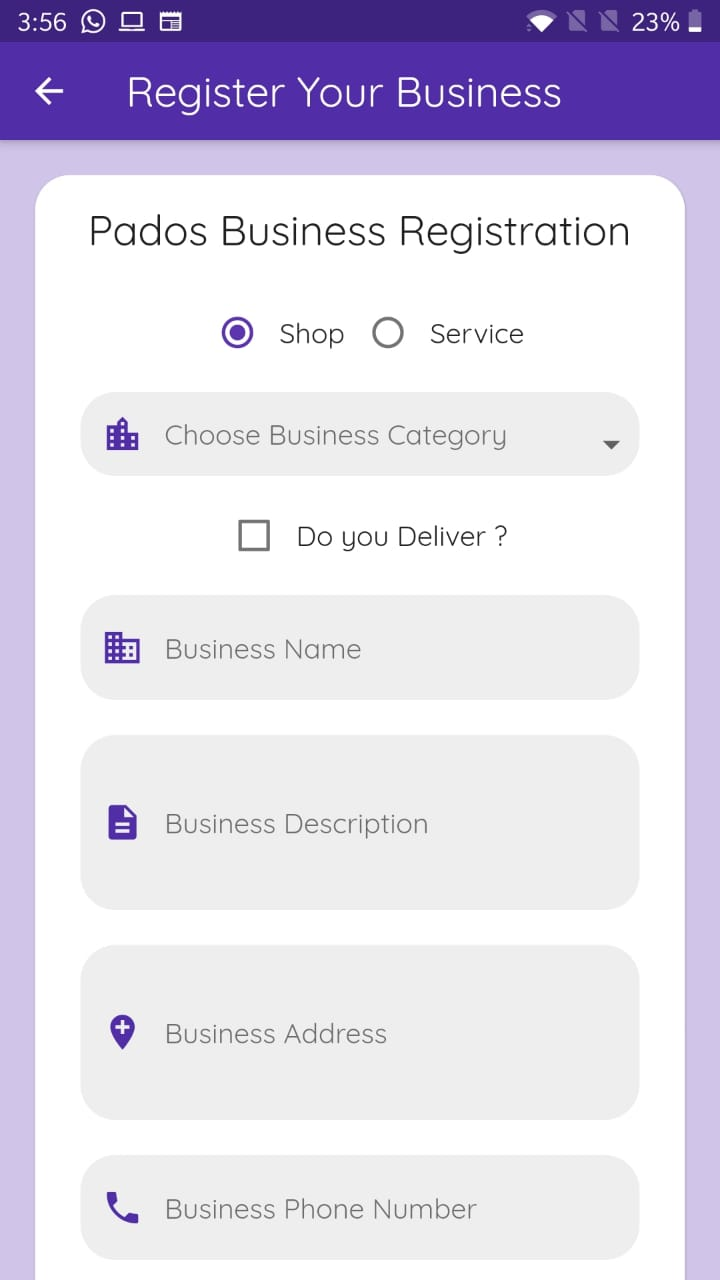 3:56 23%
Register Your Business
Pados Business Registration
Shop Service
Choose Business Category
Do you Deliver ?
Business Name
Business Description
Business Address
Business Phone Number